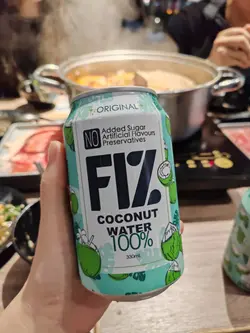 ORIGINAL
NO Added Sugar
Artificial Flavours
Preservatives
FIZ
COCONUT
WATER
100%
300mL